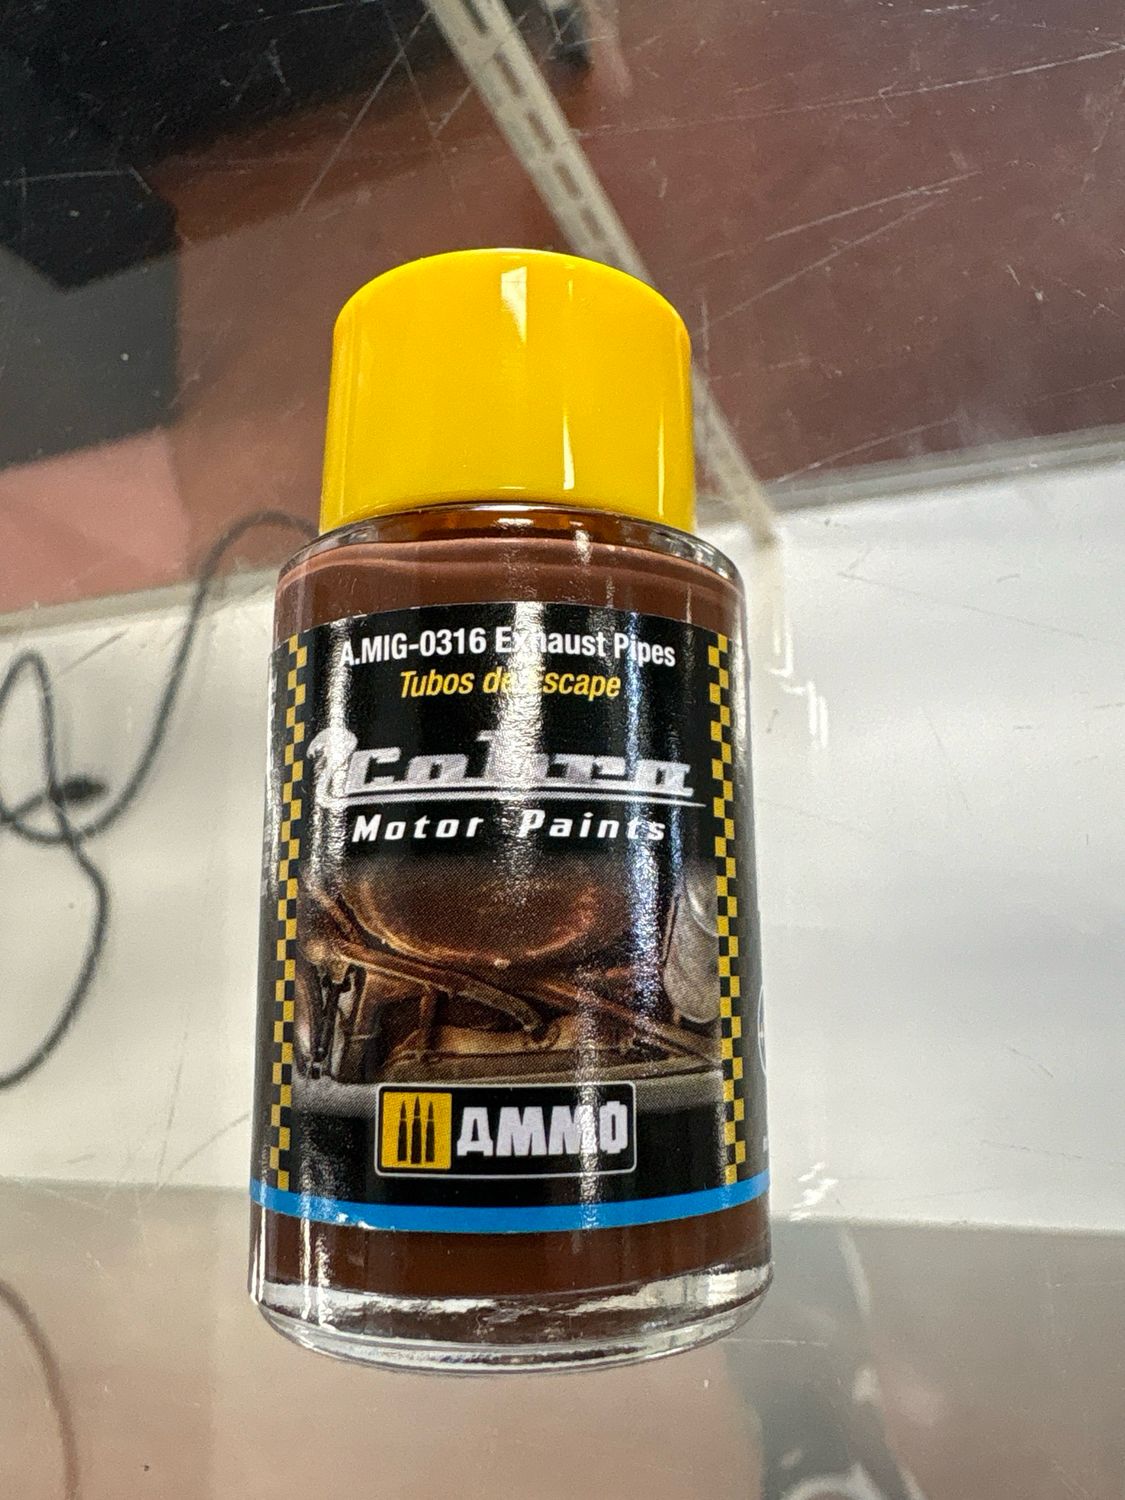 A.MIG-0316 Exhaust Pipes
Tubos de Escape
Cobra
Motor Paints
AMMO